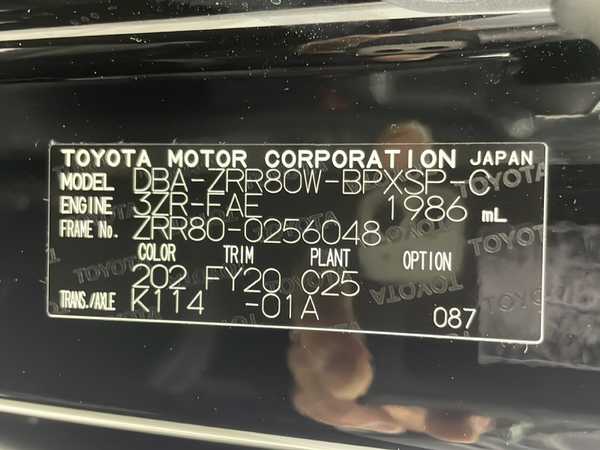 TOYOTA MOTOR CORPORATION JAPAN
MODEL DBA-ZRR80W-BPXSP-C
ENGINE 3ZR-FAE 1986 mL
FRAME No. ZRR80-0256048
COLOR TRIM PLANT OPTION
202 FY20 C25
TRANS./AXLE K114 -01A
087